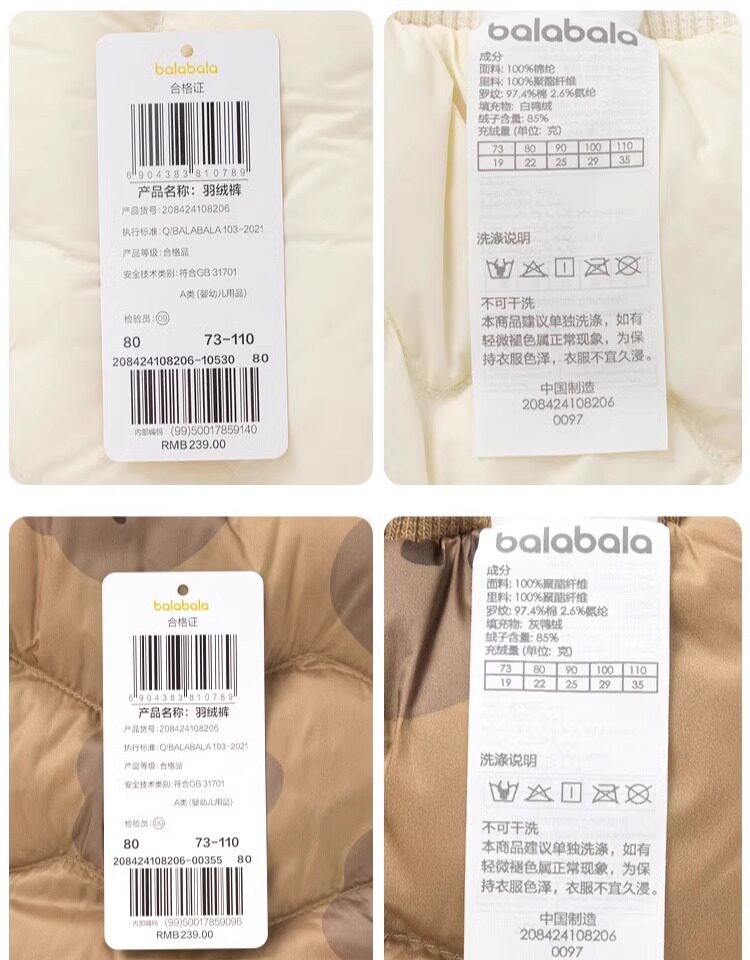 balabala
合格证
6 904383 810789
产品名称：羽绒裤
产品货号：208424108206
执行标准：Q/BALABALA 103-2021
产品等级：合格品
安全技术类别：符合GB 31701
A类（婴幼儿用品）
检验员：09
80 73-110
208424108206-10530 80
内部编码 (99)50017859140
RMB239.00
balabala
成分
面料：100%锦纶
里料：100%聚酯纤维
罗纹：97.4%棉 2.6%氨纶
填充物：白鸭绒
绒子含量：85%
充绒量（单位：克）
73 80 90 100 110
19 22 25 29 35
洗涤说明
不可干洗
本商品建议单独洗涤，如有
轻微褪色属正常现象，为保
持衣服色泽，衣服不宜久浸。
中国制造
208424108206
0097
balabala
合格证
6 904383 810789
产品名称：羽绒裤
产品货号：208424108206
执行标准：Q/BALABALA 103-2021
产品等级：合格品
安全技术类别：符合GB 31701
A类（婴幼儿用品）
检验员：09
80 73-110
208424108206-00355 80
内部编码 (99)50017859096
RMB239.00
balabala
成分
面料：100%聚酯纤维
里料：100%聚酯纤维
罗纹：97.4%棉 2.6%氨纶
填充物：灰鸭绒
绒子含量：85%
充绒量（单位：克）
73 80 90 100 110
19 22 25 29 35
洗涤说明
不可干洗
本商品建议单独洗涤，如有
轻微褪色属正常现象，为保
持衣服色泽，衣服不宜久浸。
中国制造
208424108206
0097